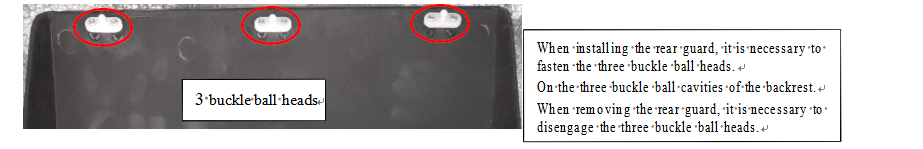 3 buckle ball heads
When installing the rear guard, it is necessary to
fasten the three buckle ball heads.
On the three buckle ball cavities of the backrest.
When removing the rear guard, it is necessary to
disengage the three buckle ball heads.